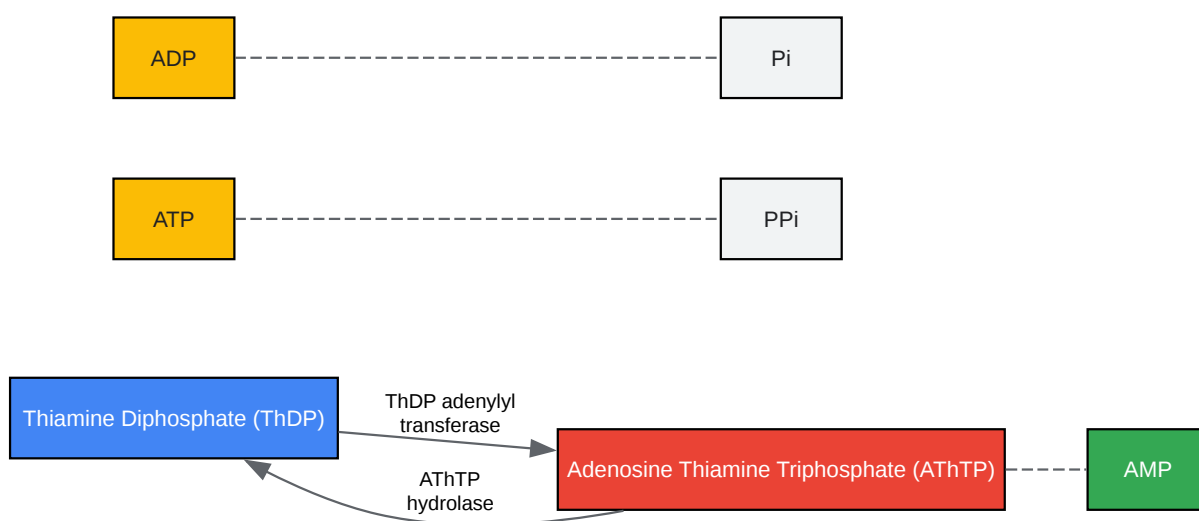 ADP
Pi
ATP
PPi
Thiamine Diphosphate (ThDP)
ThDP adenylyl
transferase
Adenosine Thiamine Triphosphate (AThTP)
AMP
AThTP
hydrolase